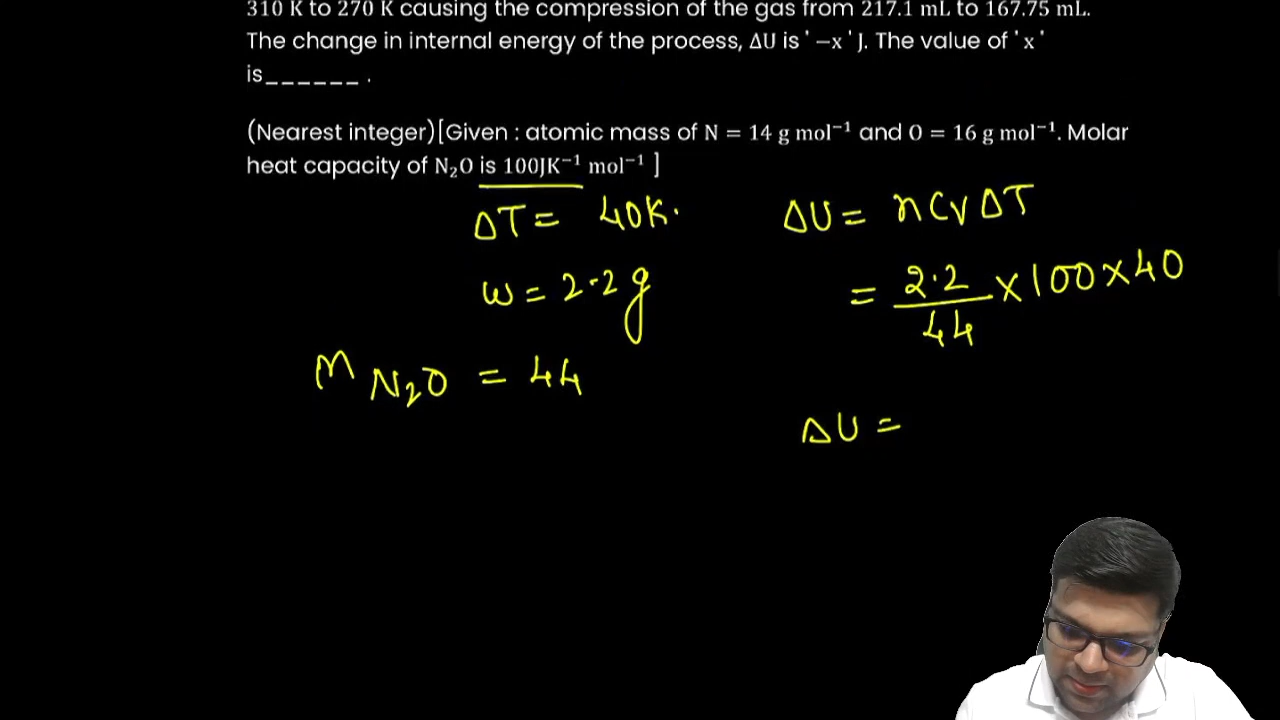 310 K to 270 K causing the compression of the gas from 217.1 mL to 167.75 mL.
The change in internal energy of the process, ΔU is ' −x ' J. The value of ' x '
is______ .
(Nearest integer)[Given : atomic mass of N = 14 g mol⁻¹ and O = 16 g mol⁻¹. Molar
heat capacity of N₂O is 100JK⁻¹ mol⁻¹ ]
ΔT = 40K.
w = 2.2 g
M N₂O = 44
ΔU = nCvΔT
= 2.2/44 × 100 × 40
ΔU =